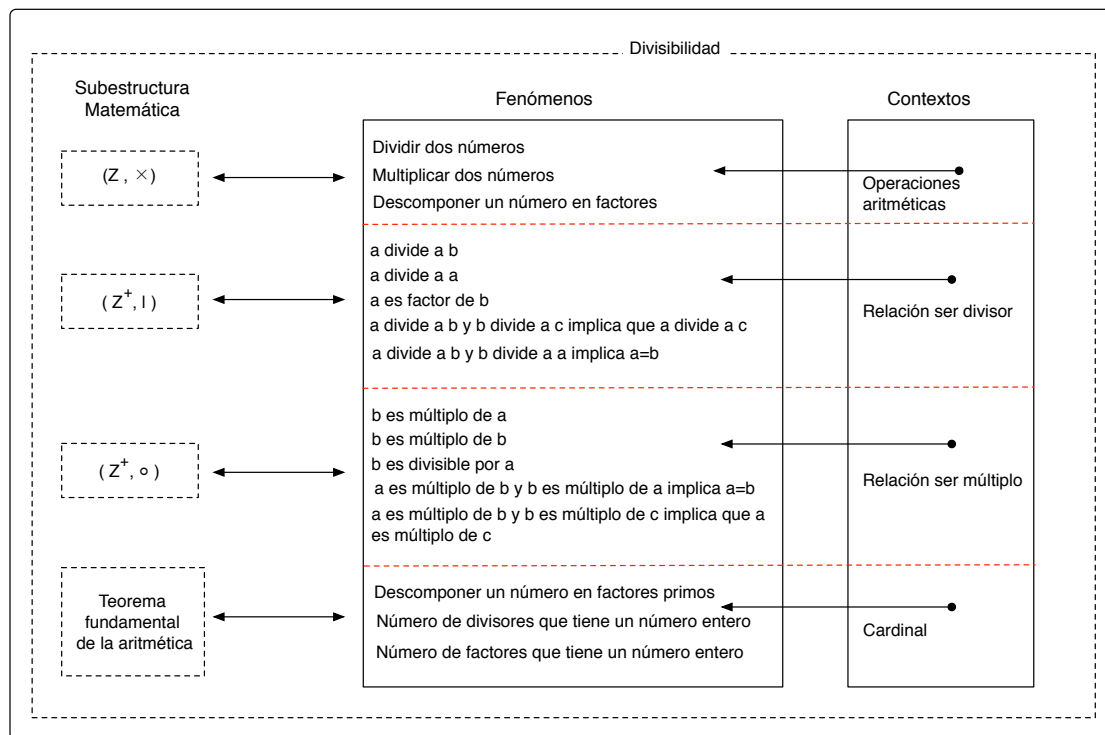 Divisibilidad
Subestructura
Matemática
Fenómenos
Contextos
(Z , ×)
Dividir dos números
Multiplicar dos números
Descomponer un número en factores
Operaciones
aritméticas
( Z+, I )
a divide a b
a divide a a
a es factor de b
a divide a b y b divide a c implica que a divide a c
a divide a b y b divide a a implica a=b
Relación ser divisor
( Z+, ∘ )
b es múltiplo de a
b es múltiplo de b
b es divisible por a
a es múltiplo de b y b es múltiplo de a implica a=b
a es múltiplo de b y b es múltiplo de c implica que a
es múltiplo de c
Relación ser múltiplo
Teorema
fundamental
de la aritmética
Descomponer un número en factores primos
Número de divisores que tiene un número entero
Número de factores que tiene un número entero
Cardinal